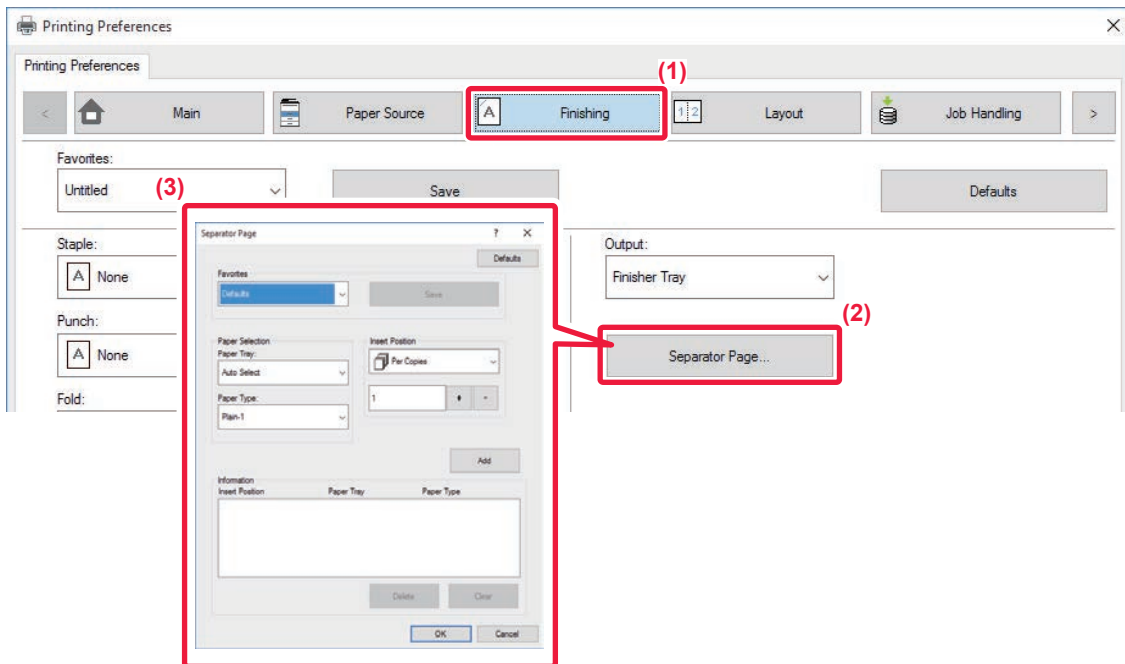 Printing Preferences
Printing Preferences
(1)
< Main Paper Source A Finishing 1 2 Layout Job Handling >
Favorites:
Untitled (3) Save Defaults
Staple:
A None
Punch:
A None
Fold:
Output:
Finisher Tray
(2)
Separator Page...
Separator Page ? ×
Defaults
Favorites
Defaults Save
Paper Selection
Paper Tray:
Auto Select
Paper Type:
Plain-1
Insert Position
Per Copies
1 + -
Add
Information
Insert Position Paper Tray Paper Type
Delete Clear
OK Cancel